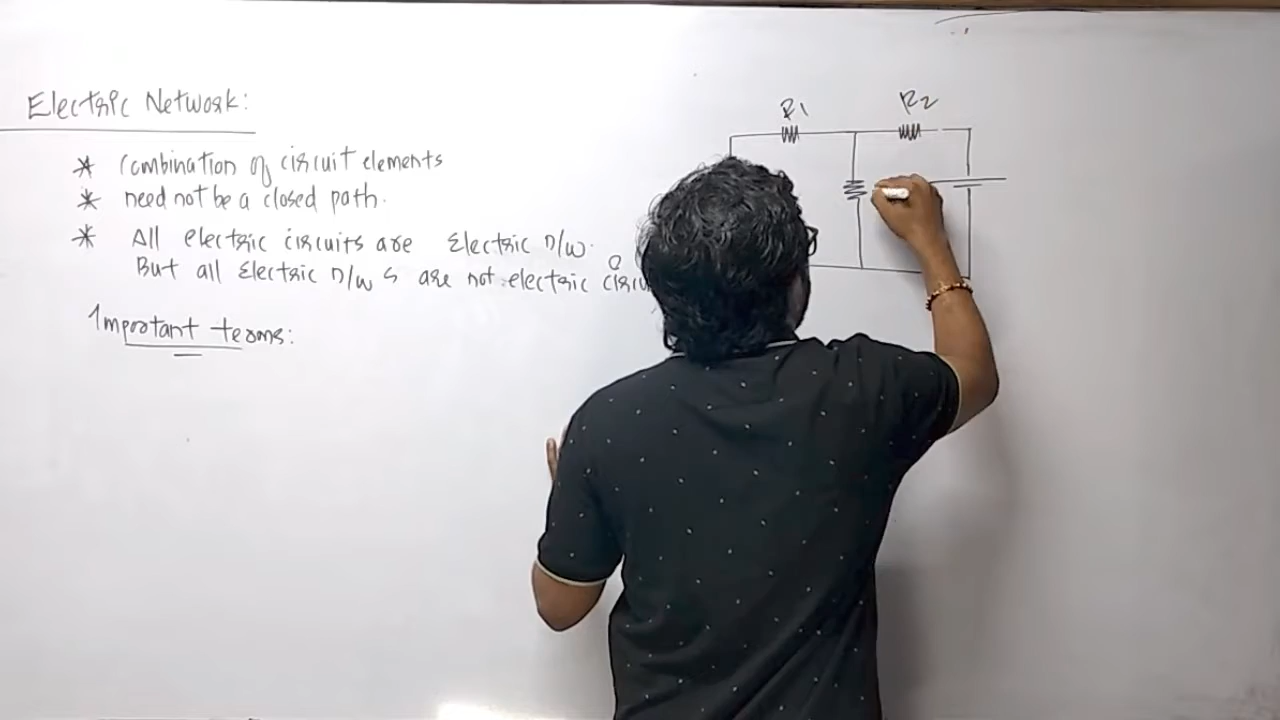 Electric Network:
R1
R2
* Combination of circuit elements
* need not be a closed path.
* All electric circuits are Electric n/w.
But all Electric n/w s are not electric
Important terms: